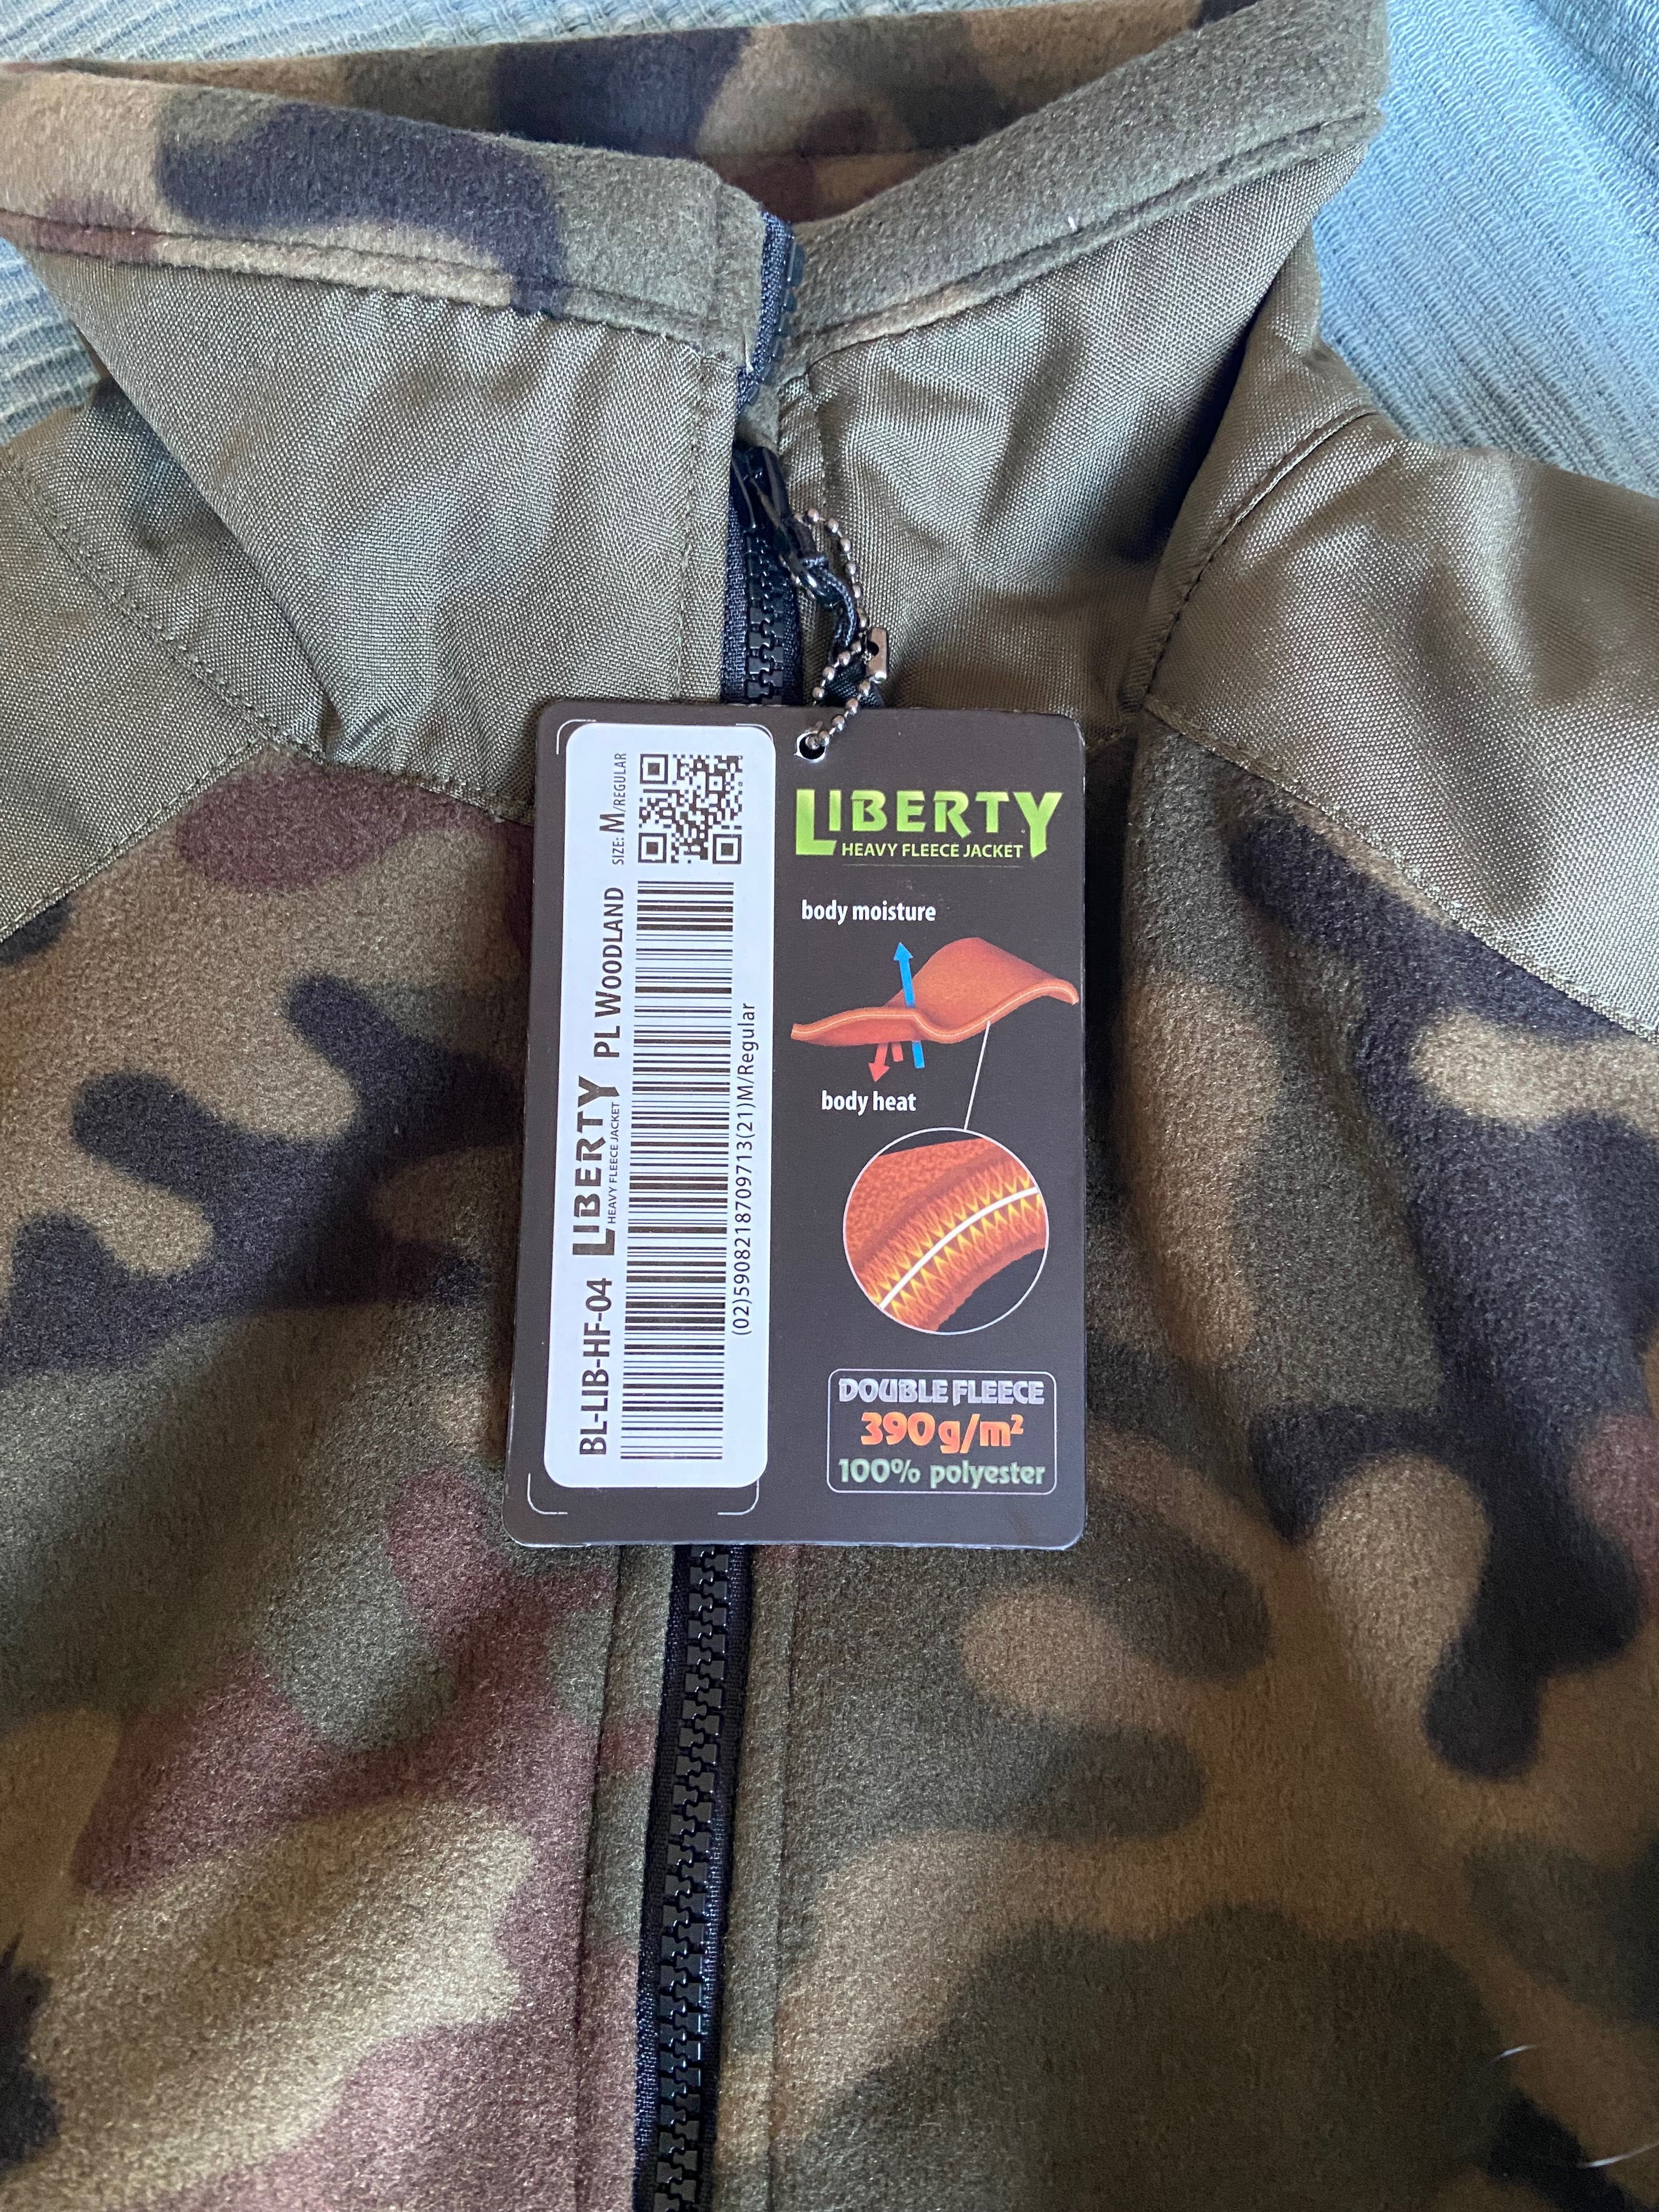 BL-LIB-HF-04 LIBERTY PL WOODLAND SIZE: M/REGULAR
HEAVY FLEECE JACKET
(02)5908218709713(21)M/Regular
LIBERTY
HEAVY FLEECE JACKET
body moisture
body heat
DOUBLE FLEECE
390 g/m²
100% polyester